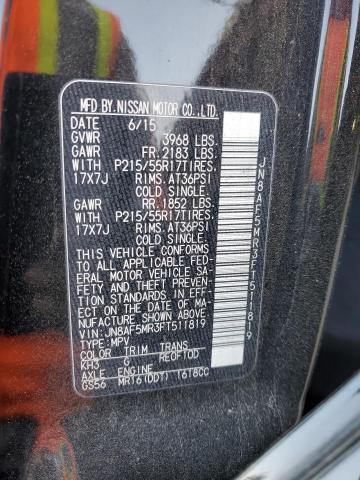 MFD BY.NISSAN MOTOR CO.,LTD.
DATE 6/15
GVWR 3968 LBS.
GAWR FR.2183 LBS.
WITH P215/55R17TIRES,
17X7J RIMS,AT36PSI
COLD SINGLE.
GAWR RR.1852 LBS.
WITH P215/55R17TIRES,
17X7J RIMS,AT36PSI
COLD SINGLE.
THIS VEHICLE CONFORMS
TO ALL APPLICABLE FED-
ERAL MOTOR VEHICLE SA-
FETY AND THEFT PREVEN-
TION STANDARDS IN EFF-
ECT ON THE DATE OF MA-
NUFACTURE SHOWN ABOVE.
VIN:JN8AF5MR3FT511819
TYPE:MPV
COLOR TRIM TRANS
KH3 G RE0F10D
AXLE ENGINE
GS56 MR16(DDT) 1618CC
JN8AF5MR3FT511819